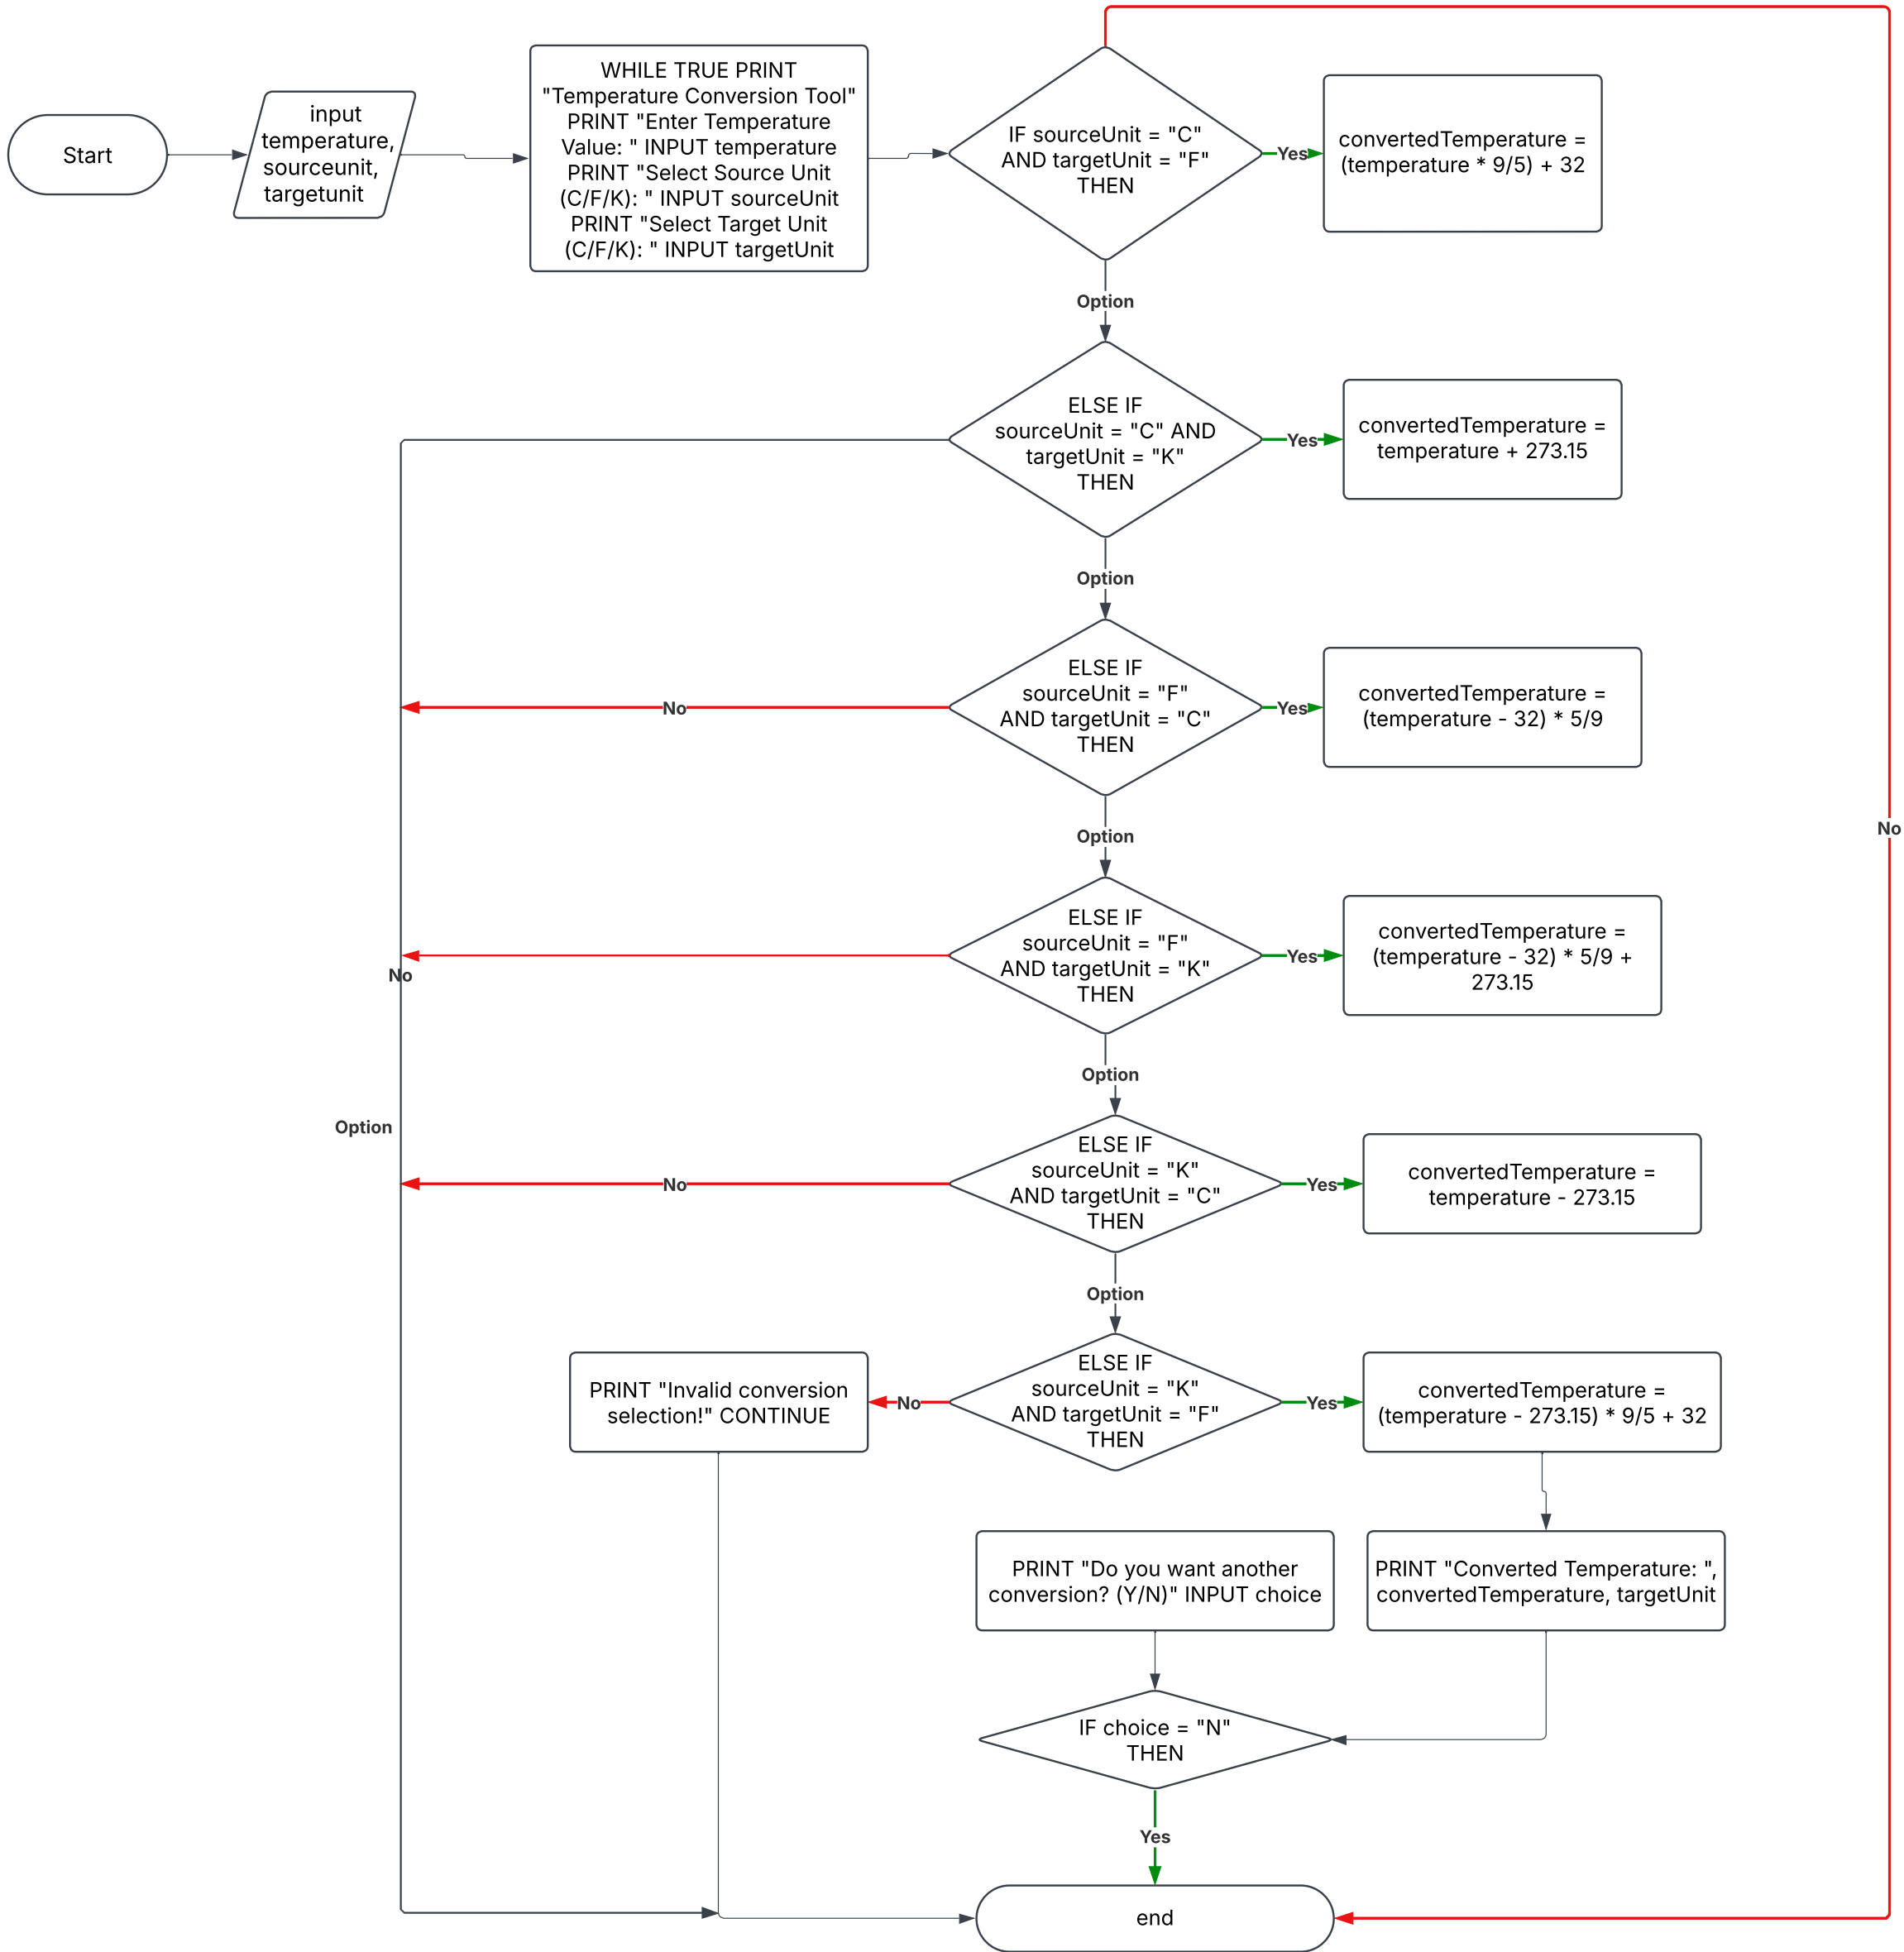 Start
input
temperature,
sourceunit,
targetunit
WHILE TRUE PRINT
"Temperature Conversion Tool"
PRINT "Enter Temperature
Value: " INPUT temperature
PRINT "Select Source Unit
(C/F/K): " INPUT sourceUnit
PRINT "Select Target Unit
(C/F/K): " INPUT targetUnit
IF sourceUnit = "C"
AND targetUnit = "F"
THEN
Yes
convertedTemperature =
(temperature * 9/5) + 32
Option
ELSE IF
sourceUnit = "C" AND
targetUnit = "K"
THEN
Yes
convertedTemperature =
temperature + 273.15
Option
ELSE IF
sourceUnit = "F"
AND targetUnit = "C"
THEN
No
Yes
convertedTemperature =
(temperature - 32) * 5/9
No
Option
ELSE IF
sourceUnit = "F"
AND targetUnit = "K"
THEN
No
Yes
convertedTemperature =
(temperature - 32) * 5/9 +
273.15
Option
Option
ELSE IF
sourceUnit = "K"
AND targetUnit = "C"
THEN
No
Yes
convertedTemperature =
temperature - 273.15
Option
ELSE IF
sourceUnit = "K"
AND targetUnit = "F"
THEN
No
PRINT "Invalid conversion
selection!" CONTINUE
Yes
convertedTemperature =
(temperature - 273.15) * 9/5 + 32
PRINT "Do you want another
conversion? (Y/N)" INPUT choice
PRINT "Converted Temperature: ",
convertedTemperature, targetUnit
IF choice = "N"
THEN
Yes
end